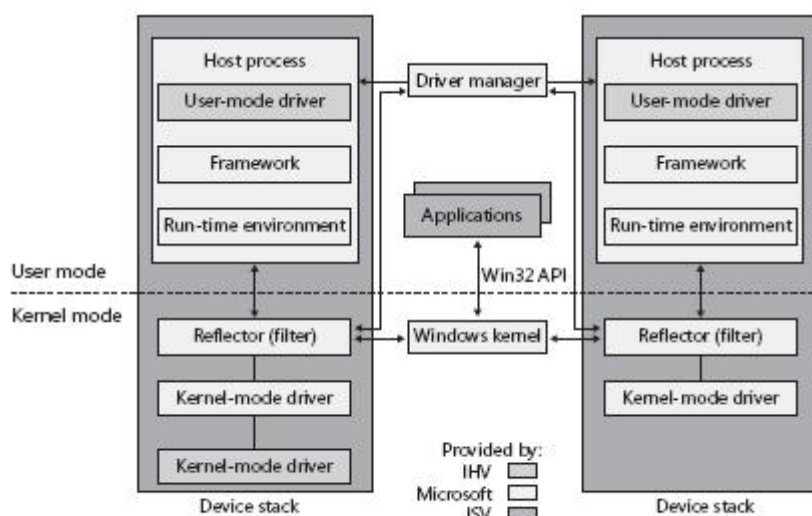 Host process
User-mode driver
Framework
Run-time environment
Driver manager
Applications
Win32 API
Host process
User-mode driver
Framework
Run-time environment
User mode
Kernel mode
Reflector (filter)
Kernel-mode driver
Kernel-mode driver
Device stack
Windows kernel
Reflector (filter)
Kernel-mode driver
Device stack
Provided by:
IHV
Microsoft
ISV